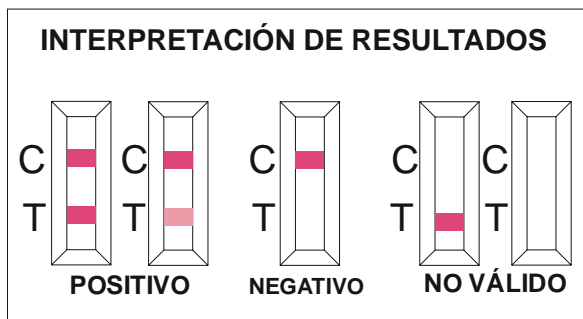 INTERPRETACIÓN DE RESULTADOS
C C C C C
T T T T T
POSITIVO NEGATIVO NO VÁLIDO